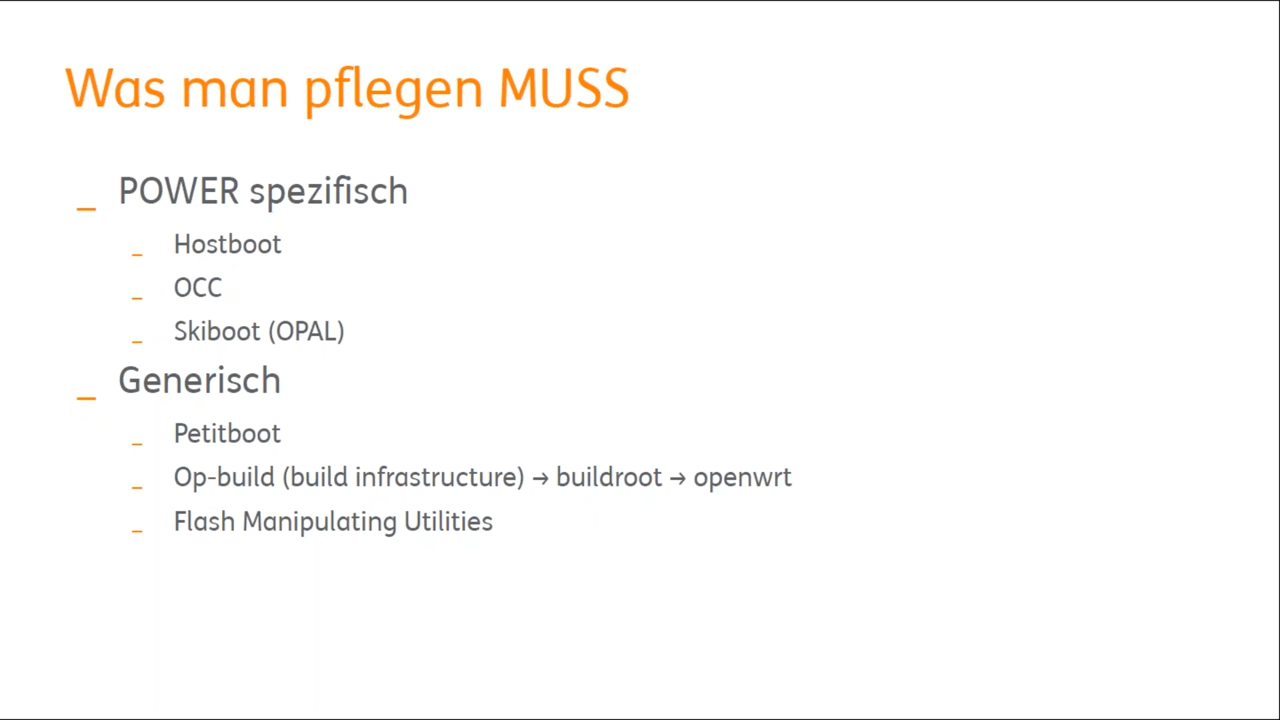 Was man pflegen MUSS
_ POWER spezifisch
_ Hostboot
_ OCC
_ Skiboot (OPAL)
_ Generisch
_ Petitboot
_ Op-build (build infrastructure) → buildroot → openwrt
_ Flash Manipulating Utilities